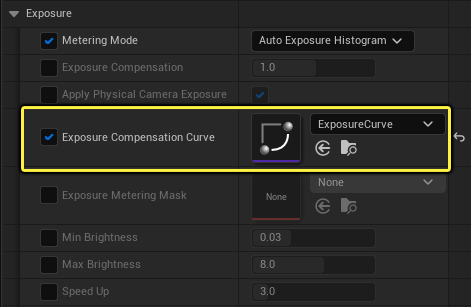 Exposure
Metering Mode Auto Exposure Histogram
Exposure Compensation 1.0
Apply Physical Camera Exposure
Exposure Compensation Curve ExposureCurve
Exposure Metering Mask None None
Min Brightness 0.03
Max Brightness 8.0
Speed Up 3.0